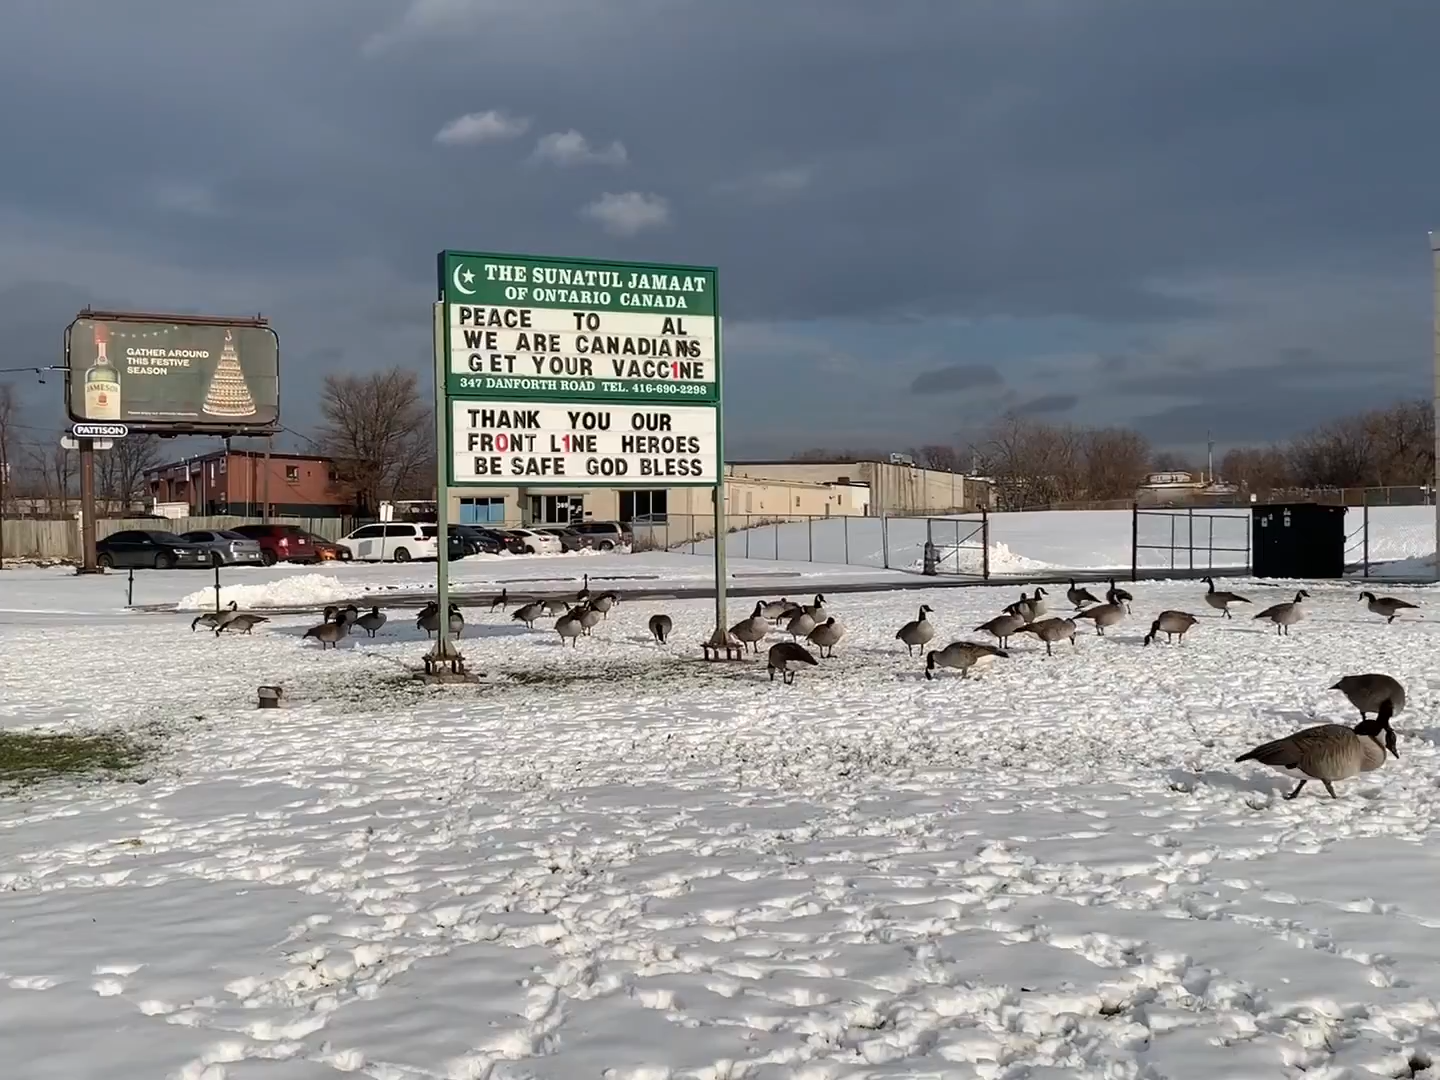 THE SUNATUL JAMAAT
OF ONTARIO CANADA
PEACE TO AL
WE ARE CANADIANS
GET YOUR VACC1NE
347 DANFORTH ROAD TEL. 416-690-2298
THANK YOU OUR
FR0NT L1NE HEROES
BE SAFE GOD BLESS
GATHER AROUND
THIS FESTIVE
SEASON
JAMESON
PATTISON